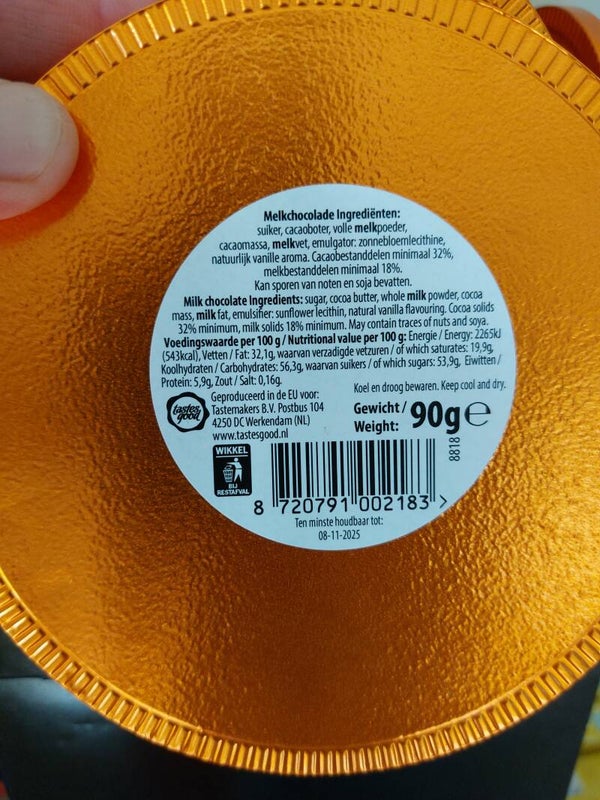 Melkchocolade Ingrediënten:
suiker, cacaoboter, volle melkpoeder,
cacaomassa, melkvet, emulgator: zonnebloemlecithine,
natuurlijk vanille aroma. Cacaobestanddelen minimaal 32%,
melkbestanddelen minimaal 18%.
Kan sporen van noten en soja bevatten.
Milk chocolate Ingredients: sugar, cocoa butter, whole milk powder, cocoa
mass, milk fat, emulsifier: sunflower lecithin, natural vanilla flavouring. Cocoa solids
32% minimum, milk solids 18% minimum. May contain traces of nuts and soya.
Voedingswaarde per 100 g / Nutritional value per 100 g: Energie / Energy: 2265kJ
(543kcal), Vetten / Fat: 32,1g, waarvan verzadigde vetzuren / of which saturates: 19,9g,
Koolhydraten / Carbohydrates: 56,3g, waarvan suikers / of which sugars: 53,9g, Eiwitten /
Protein: 5,9g, Zout / Salt: 0,16g.
Koel en droog bewaren. Keep cool and dry.
tastes
good
Geproduceerd in de EU voor:
Tastemakers B.V. Postbus 104
4250 DC Werkendam (NL)
www.tastesgood.nl
Gewicht /
Weight: 90g e
WIKKEL
BIJ
RESTAFVAL
8818
8 720791 002183 >
Ten minste houdbaar tot:
08-11-2025